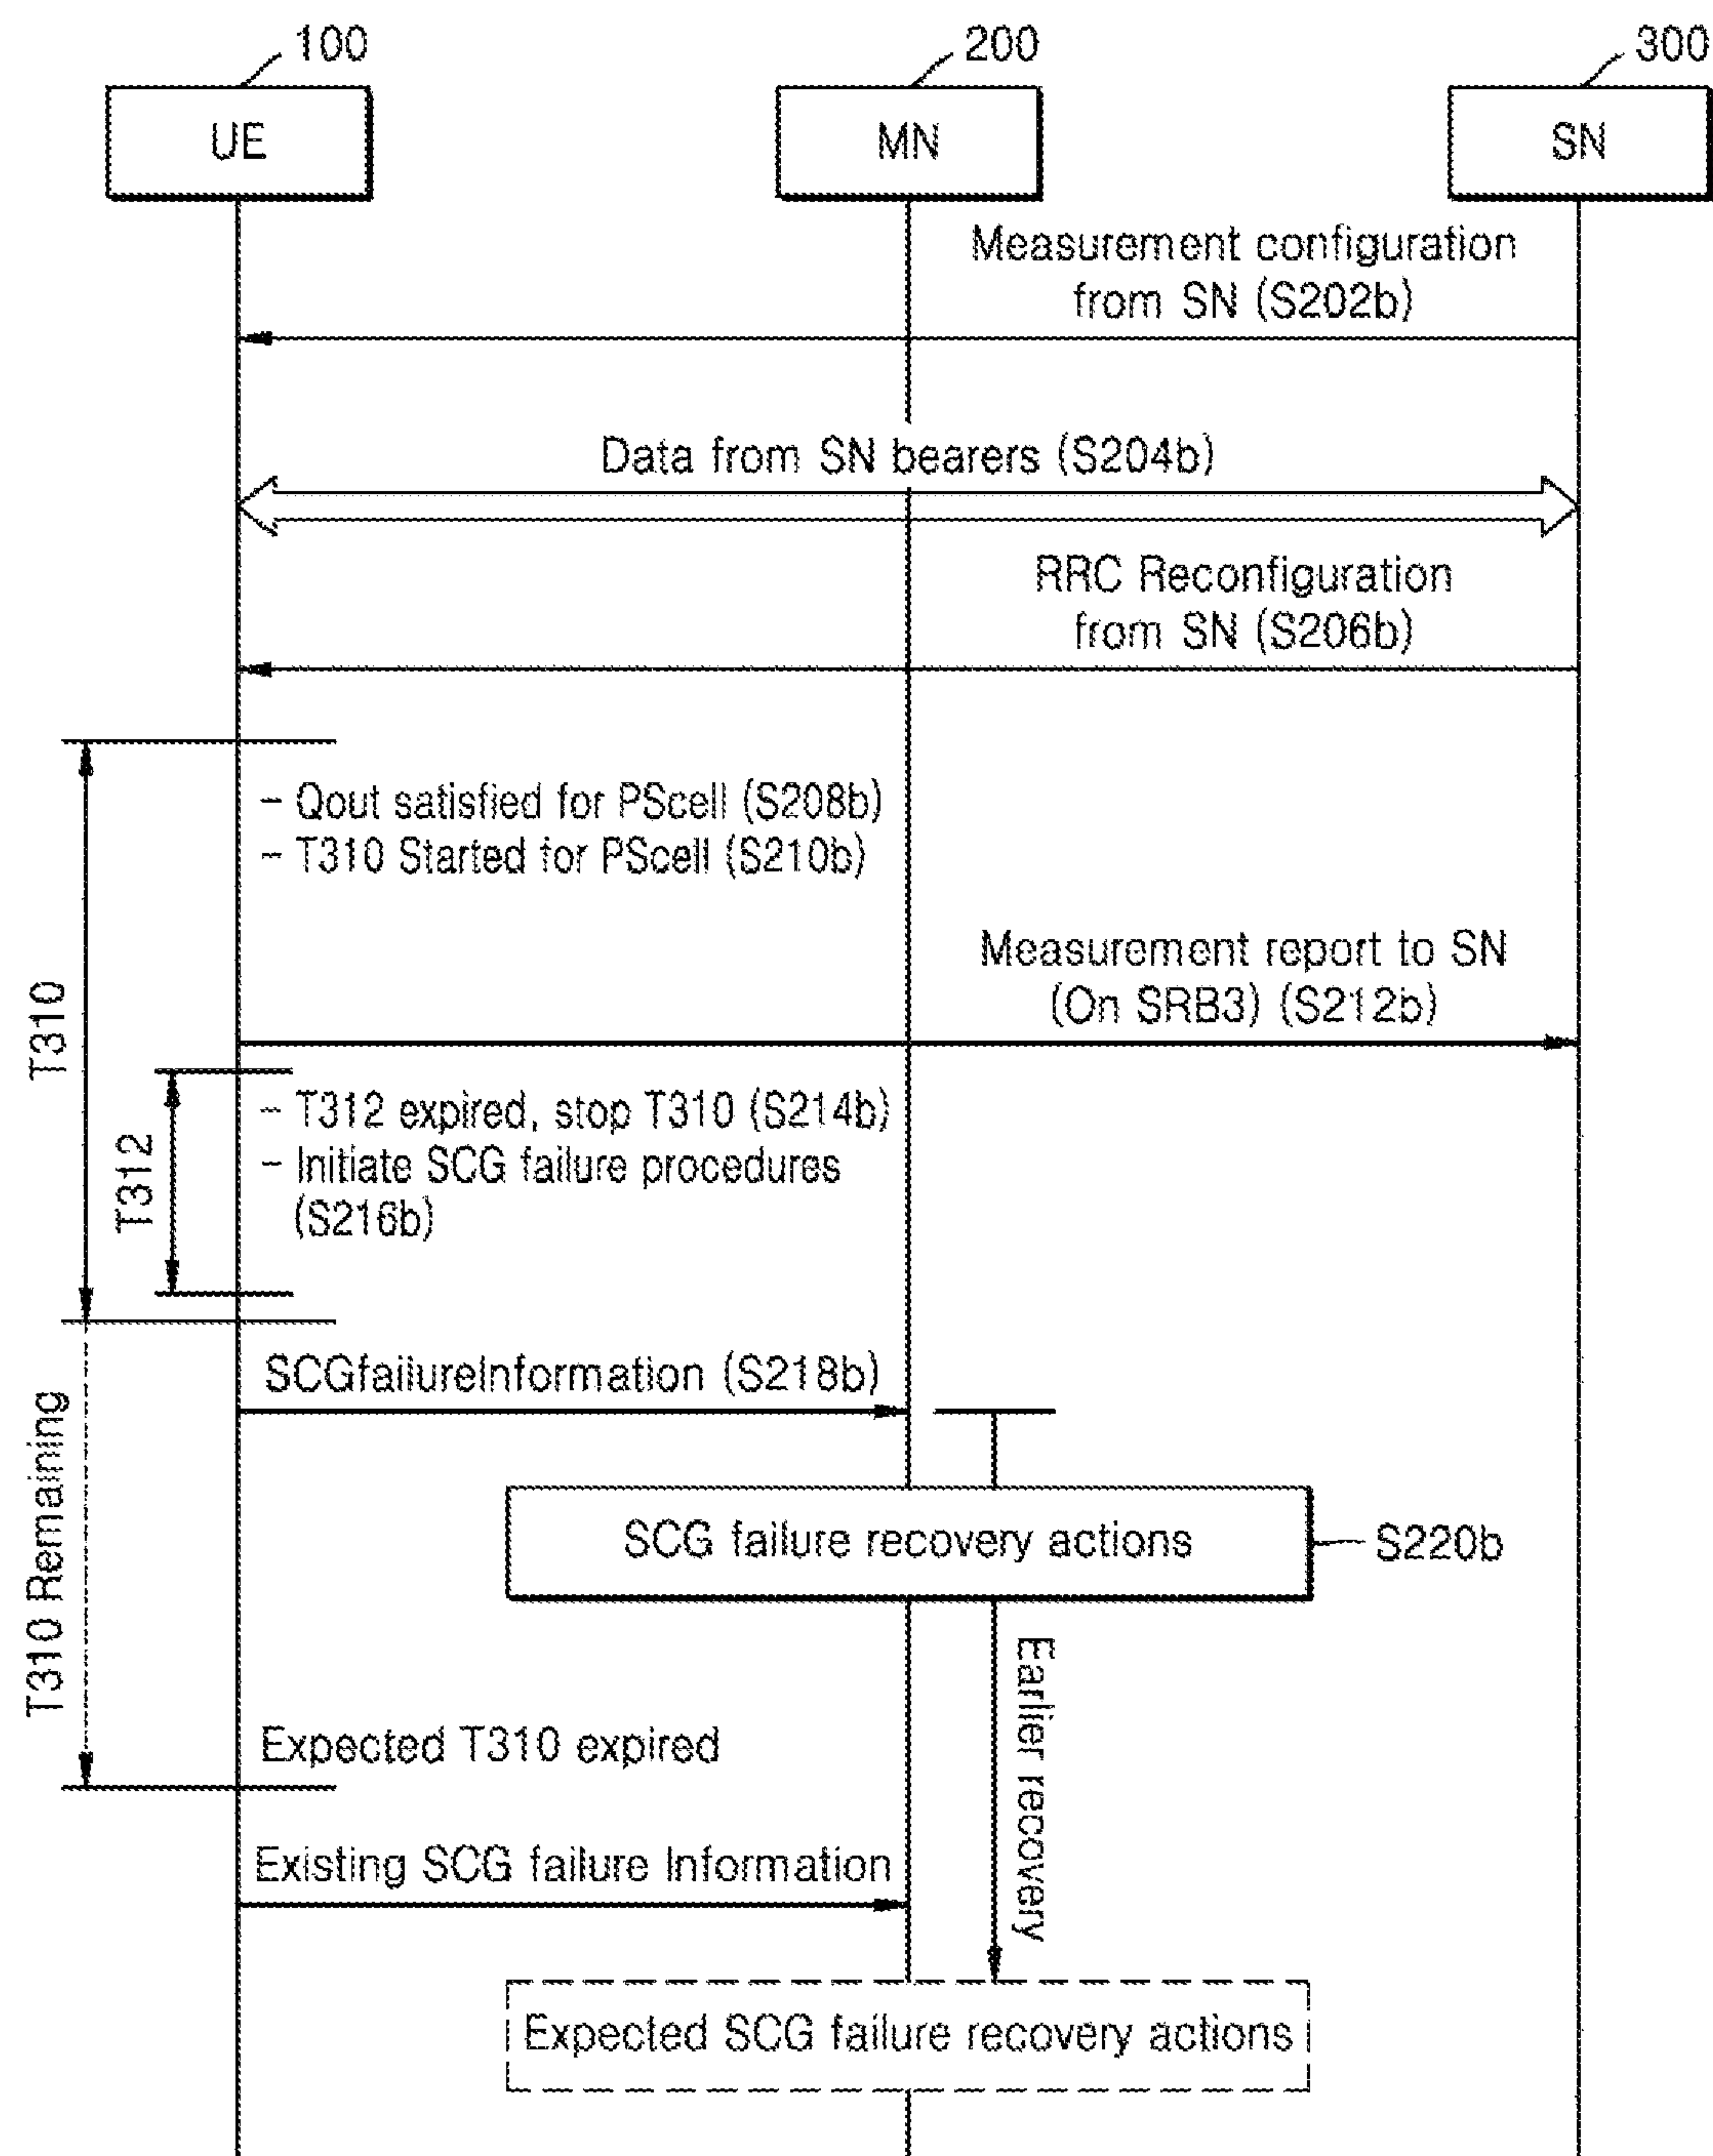 100
200
300
UE
MN
SN
Measurement configuration
from SN (S202b)
Data from SN bearers (S204b)
RRC Reconfiguration
from SN (S206b)
- Qout satisfied for PScell (S208b)
- T310 Started for PScell (S210b)
T310
Measurement report to SN
(On SRB3) (S212b)
T312
- T312 expired, stop T310 (S214b)
- Initiate SCG failure procedures
(S216b)
SCGfailureInformation (S218b)
T310 Remaining
SCG failure recovery actions
S220b
Earlier recovery
Expected T310 expired
Existing SCG failure Information
Expected SCG failure recovery actions